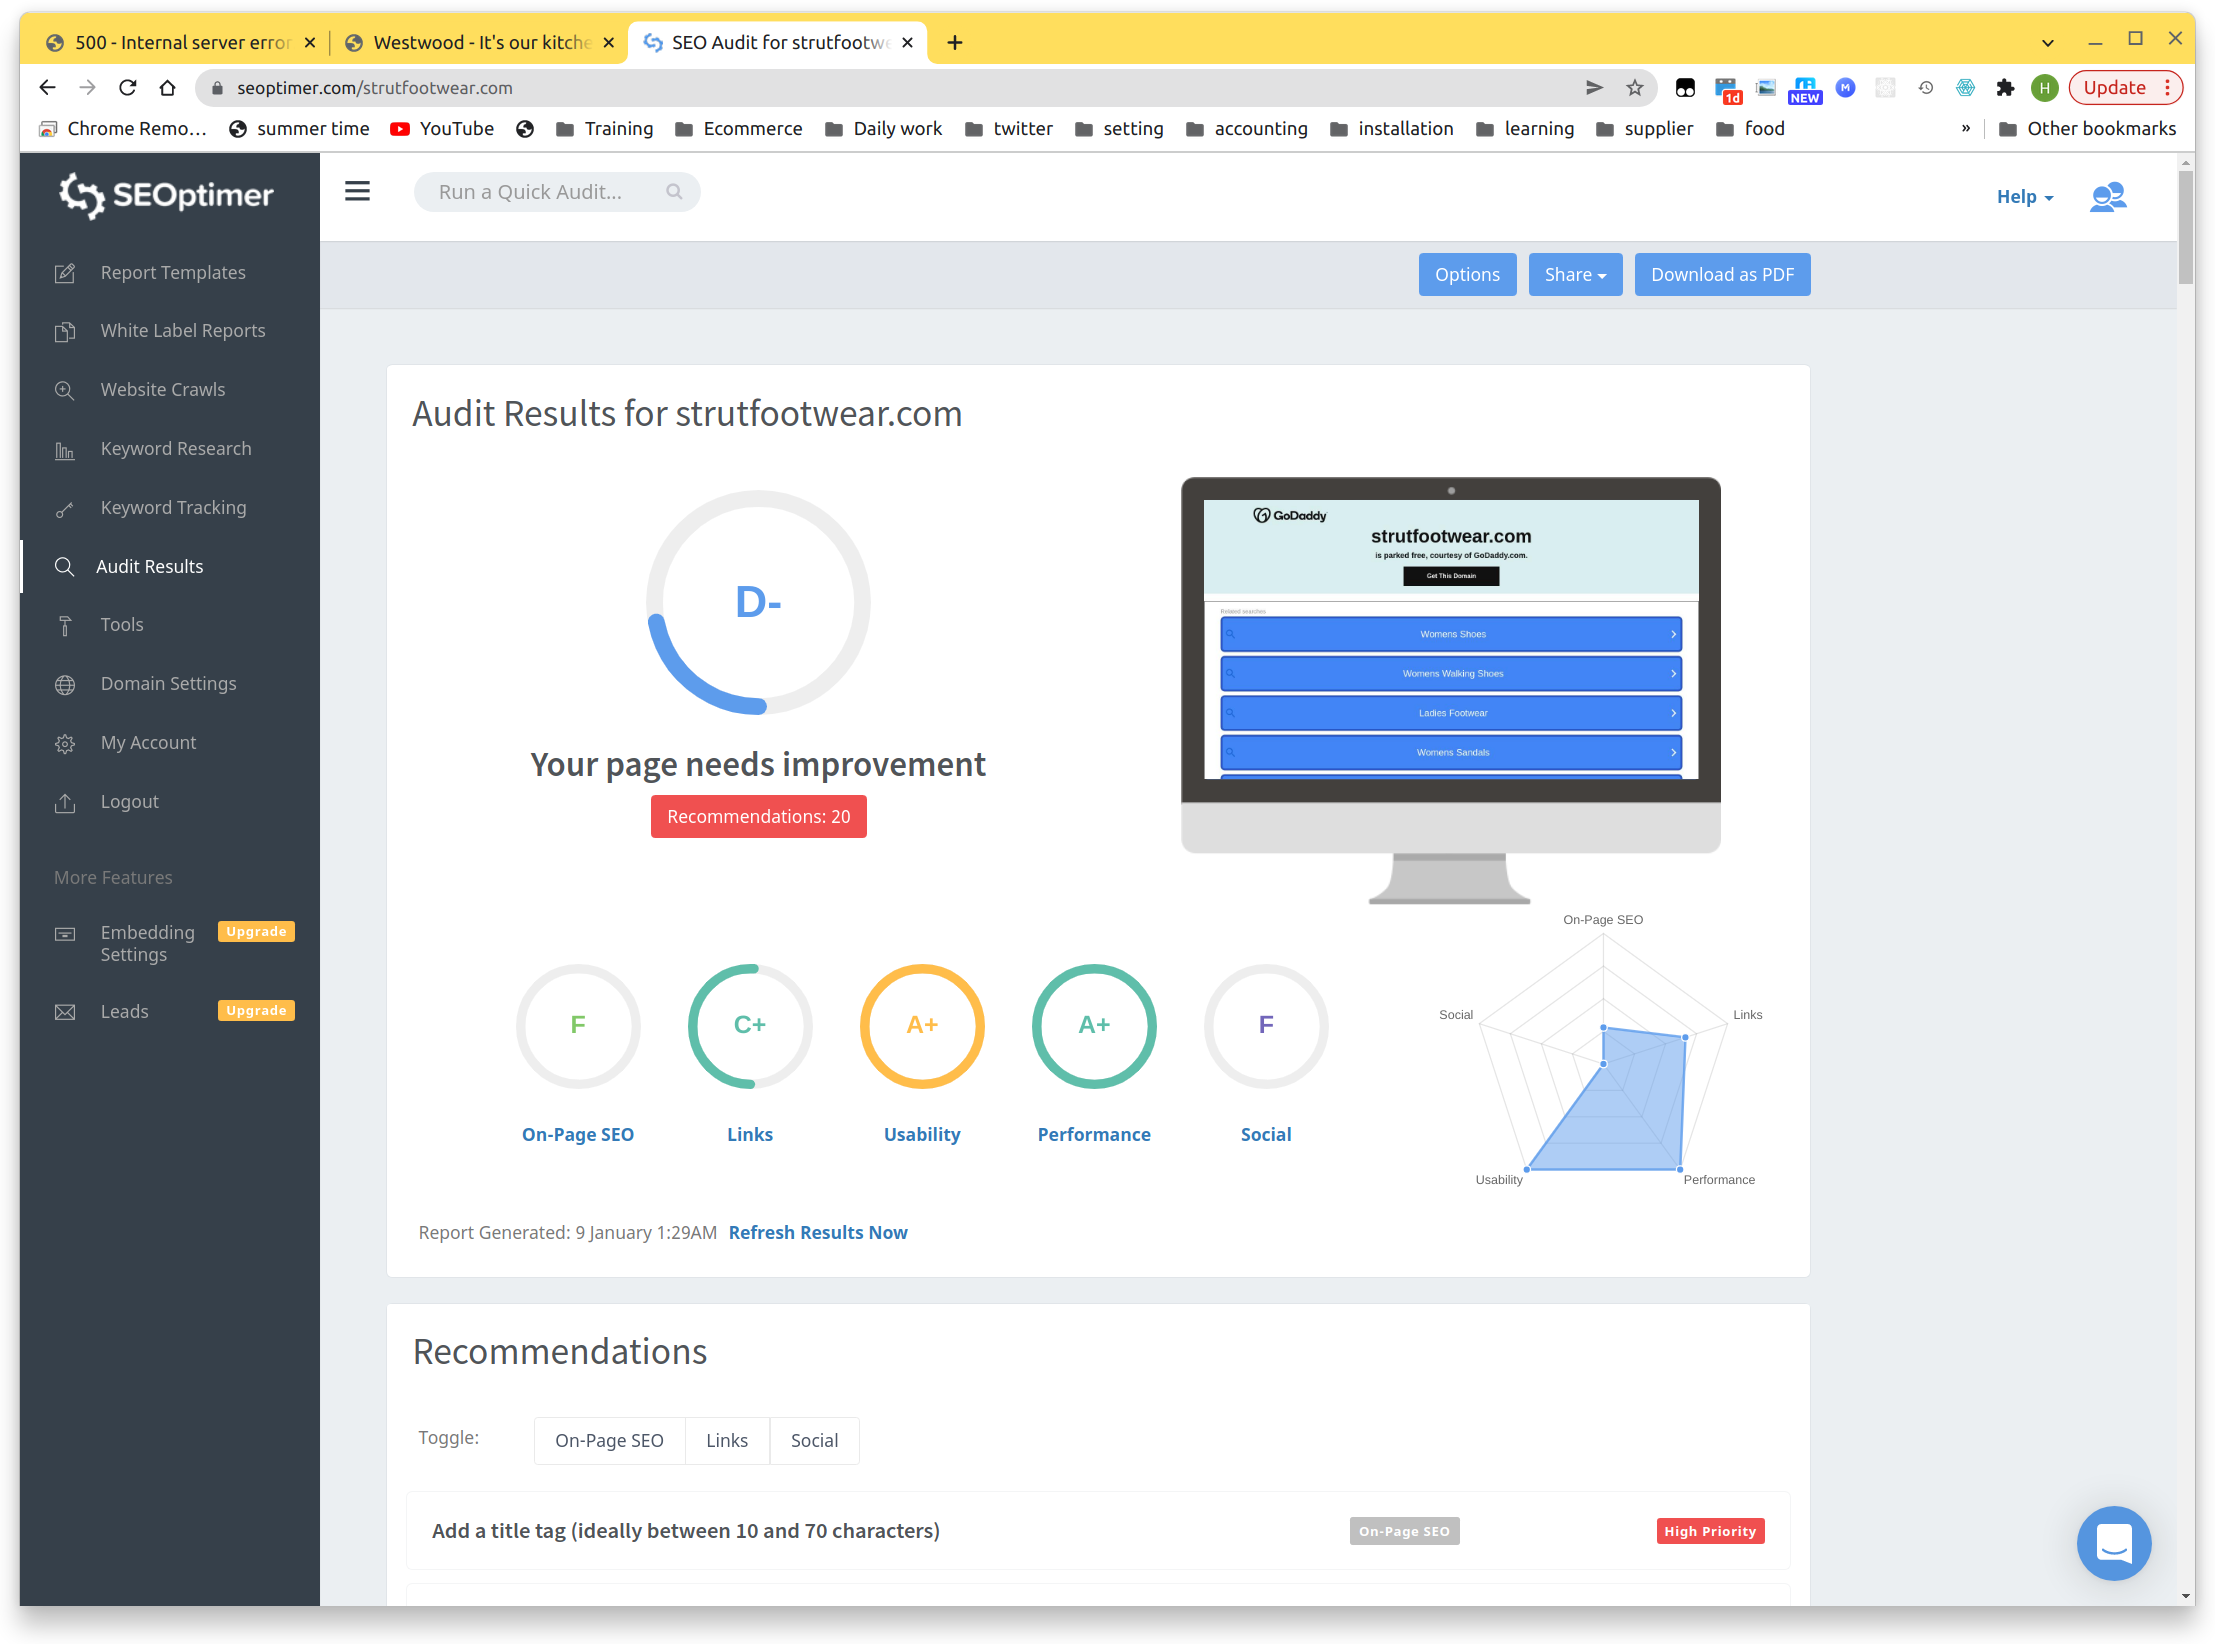 500 - Internal server error
Westwood - It's our kitche
SEO Audit for strutfootwe
seoptimer.com/strutfootwear.com
1d
NEW
M
H
Update
Chrome Remo...
summer time
YouTube
Training
Ecommerce
Daily work
twitter
setting
accounting
installation
learning
supplier
food
»
Other bookmarks
SEOptimer
Run a Quick Audit...
Help
Report Templates
White Label Reports
Website Crawls
Keyword Research
Keyword Tracking
Audit Results
Tools
Domain Settings
My Account
Logout
More Features
Embedding Settings
Upgrade
Leads
Upgrade
Options
Share
Download as PDF
Audit Results for strutfootwear.com
D-
Your page needs improvement
Recommendations: 20
GoDaddy
strutfootwear.com
is parked free, courtesy of GoDaddy.com.
Get This Domain
Related searches
Womens Shoes
Womens Walking Shoes
Ladies Footwear
Womens Sandals
F
C+
A+
A+
F
On-Page SEO
Links
Usability
Performance
Social
On-Page SEO
Social
Links
Usability
Performance
Report Generated: 9 January 1:29AM Refresh Results Now
Recommendations
Toggle:
On-Page SEO
Links
Social
Add a title tag (ideally between 10 and 70 characters)
On-Page SEO
High Priority